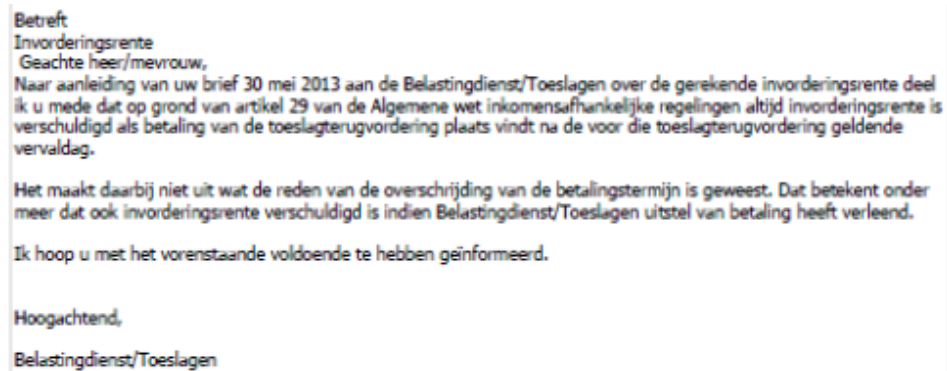 Betreft
Invorderingsrente
Geachte heer/mevrouw,
Naar aanleiding van uw brief 30 mei 2013 aan de Belastingdienst/Toeslagen over de gerekende invorderingsrente deel
ik u mede dat op grond van artikel 29 van de Algemene wet inkomensafhankelijke regelingen altijd invorderingsrente is
verschuldigd als betaling van de toeslagterugvordering plaats vindt na de voor die toeslagterugvordering geldende
vervaldag.
Het maakt daarbij niet uit wat de reden van de overschrijding van de betalingstermijn is geweest. Dat betekent onder
meer dat ook invorderingsrente verschuldigd is indien Belastingdienst/Toeslagen uitstel van betaling heeft verleend.
Ik hoop u met het vorenstaande voldoende te hebben geïnformeerd.
Hoogachtend,
Belastingdienst/Toeslagen